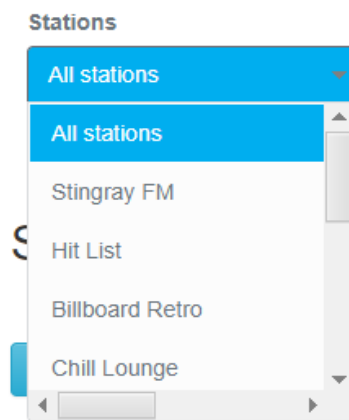 Stations
All stations
All stations
Stingray FM
Hit List
Billboard Retro
Chill Lounge